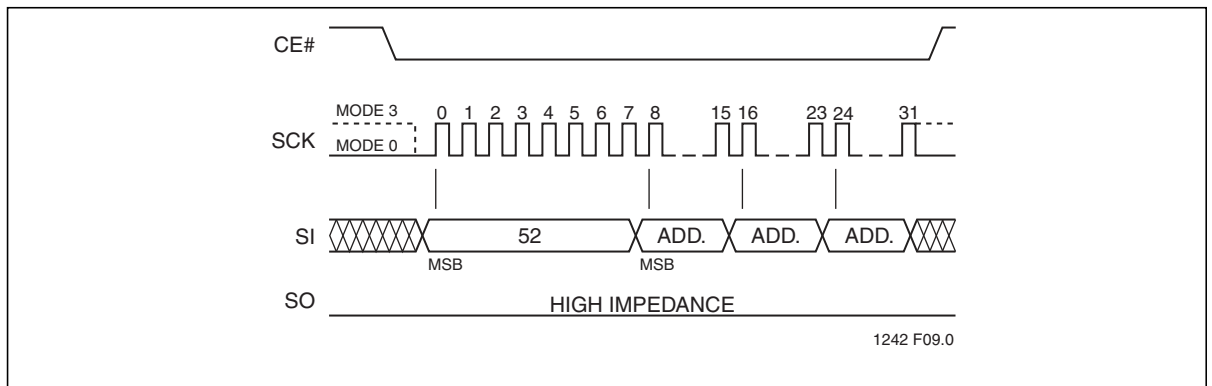 CE#
MODE 3
0 1 2 3 4 5 6 7 8 15 16 23 24 31
SCK
MODE 0
SI 52 ADD. ADD. ADD.
MSB MSB
SO HIGH IMPEDANCE
1242 F09.0